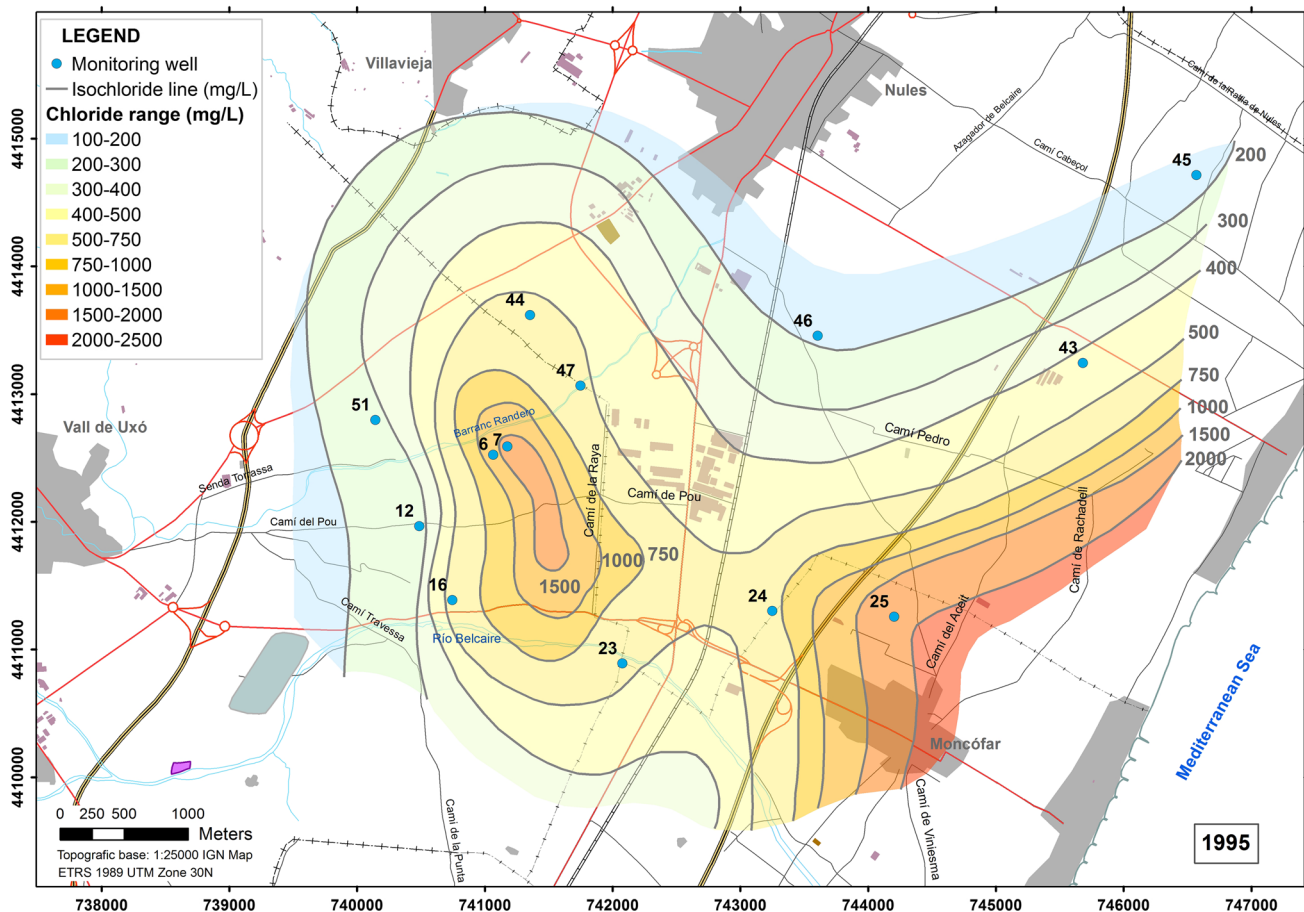 LEGEND
Monitoring well
Isochloride line (mg/L)
Chloride range (mg/L)
100-200
200-300
300-400
400-500
500-750
750-1000
1000-1500
1500-2000
2000-2500
Villavieja
Nules
Camí de la Ratlla de Nules
Azagador de Belcaire
Camí Cabeçol
45
200
300
400
500
750
1000
1500
2000
44
46
43
47
51
Barranc Randero
6
7
Vall de Uxó
Senda Torrassa
Camí Pedro
Camí de la Raya
Camí de Pou
Camí del Pou
12
1000
750
1500
16
24
25
Camí de Rachadell
Camí del Aceit
Camí Travessa
Río Belcaire
23
Moncófar
Mediterranean Sea
Camí de la Punta
Camí de Viniesma
0 250 500 1000
Meters
Topografic base: 1:25000 IGN Map
ETRS 1989 UTM Zone 30N
1995
4415000
4414000
4413000
4412000
4411000
4410000
738000 739000 740000 741000 742000 743000 744000 745000 746000 747000